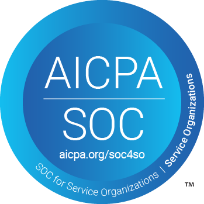 AICPA
SOC
aicpa.org/soc4so
SOC for Service Organizations | Service Organizations
TM